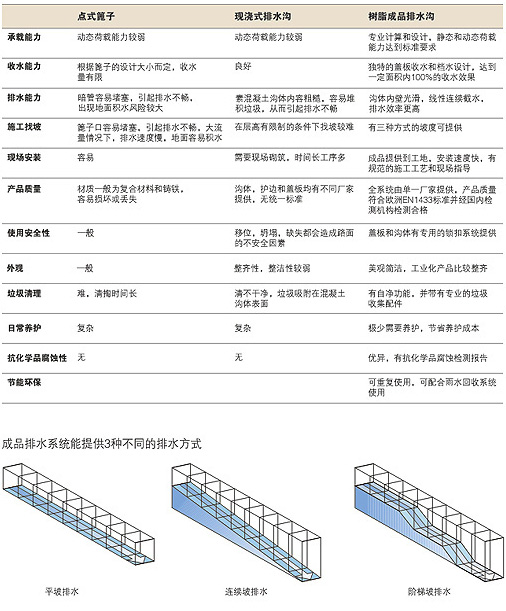 点式篦子 现浇式排水沟 树脂成品排水沟
承载能力 动态荷载能力较弱 动态荷载能力较弱 专业计算和设计，静态和动态荷载
能力达到标准要求
收水能力 根据篦子的设计大小而定，收水 良好 独特的盖板收水和档水设计，达到
量有限 一定面积内100%的收水效果
排水能力 暗管容易堵塞，引起排水不畅， 素混凝土沟体内容粗糙，容易堆 沟体内壁光滑，线性连续截水，
出现地面积水风险较大 积垃圾，从而引起排水不畅 排水效率更高
施工找坡 篦子口容易堵塞，引起排水不畅，大流 在层高有限制的条件下找坡较难 有三种方式的坡度可提供
量情况下，排水速度慢，地面容易积水
现场安装 容易 需要现场砌筑，时间长工序多 成品提供到工地，安装速度快，有
规范的施工工艺和现场指导
产品质量 材质一般为复合材料和铸铁， 沟体，护边和盖板均有不同厂家 全系统由单一厂家提供，产品质量
容易损坏或丢失 提供，无统一标准 符合欧洲EN1433标准并经国内检
测机构检测合格
使用安全性 一般 移位，坍塌，缺失都会造成路面 盖板和沟体有专用的锁扣系统提供
的不安全因素
外观 一般 整齐性，整洁性较弱 美观简洁，工业化产品比较整齐
垃圾清理 难，清掏时间长 清不干净，垃圾吸附在混凝土 有自净功能，并带有专业的垃圾
沟体表面 收集配件
日常养护 复杂 复杂 极少需要养护，节省养护成本
抗化学品腐蚀性 无 无 优异，有抗化学品腐蚀检测报告
节能环保 可重复使用，可配合雨水回收系统
使用
成品排水系统能提供3种不同的排水方式
平坡排水 连续坡排水 阶梯坡排水